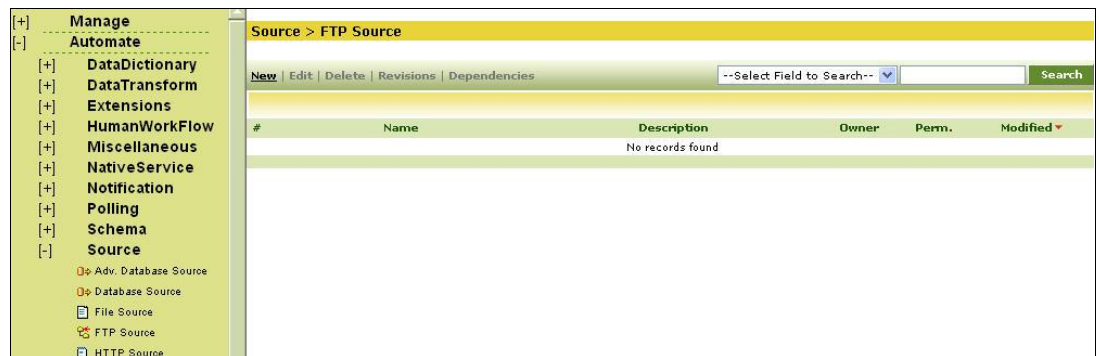 [+] Manage
[-] Automate
[+] DataDictionary
[+] DataTransform
[+] Extensions
[+] HumanWorkFlow
[+] Miscellaneous
[+] NativeService
[+] Notification
[+] Polling
[+] Schema
[-] Source
Adv. Database Source
Database Source
File Source
FTP Source
HTTP Source
Source > FTP Source
New | Edit | Delete | Revisions | Dependencies --Select Field to Search-- Search
# Name Description Owner Perm. Modified
No records found